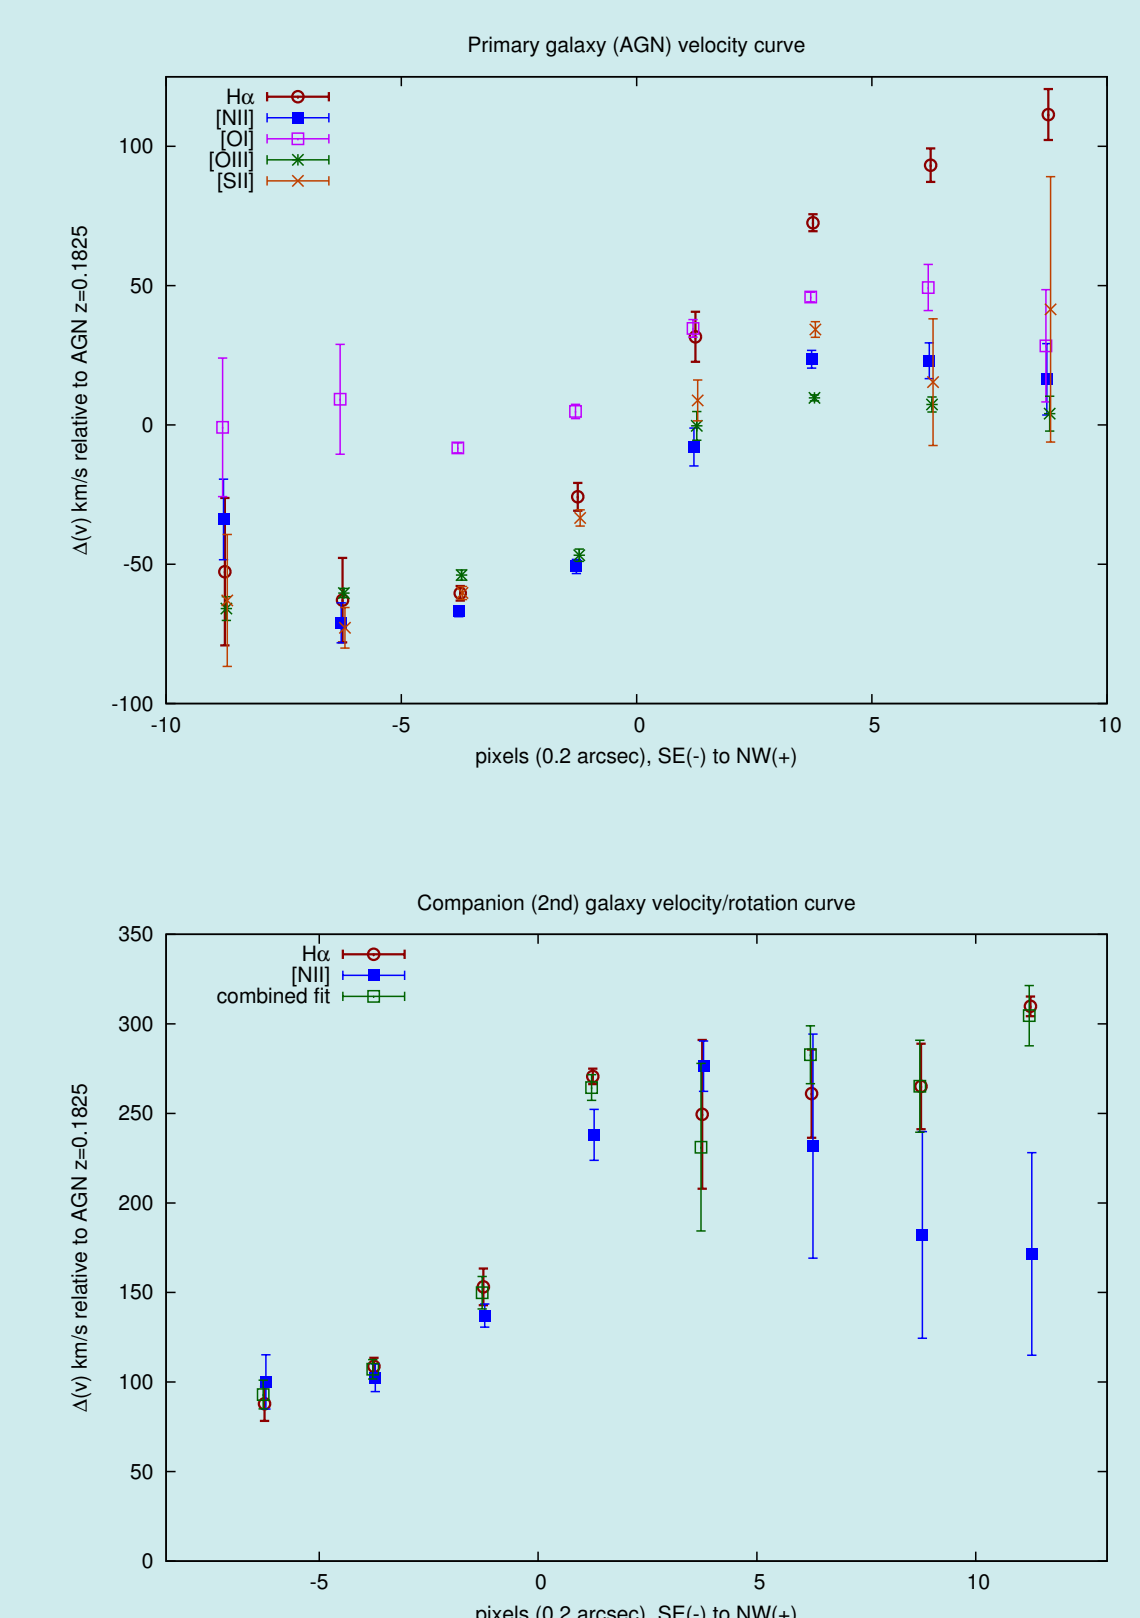 Primary galaxy (AGN) velocity curve
Hα
[NII]
[OI]
[OIII]
[SII]
100
50
0
-50
-100
Δ(v) km/s relative to AGN z=0.1825
-10 -5 0 5 10
pixels (0.2 arcsec), SE(-) to NW(+)
Companion (2nd) galaxy velocity/rotation curve
Hα
[NII]
combined fit
350
300
250
200
150
100
50
0
Δ(v) km/s relative to AGN z=0.1825
-5 0 5 10
pixels (0.2 arcsec), SE(-) to NW(+)